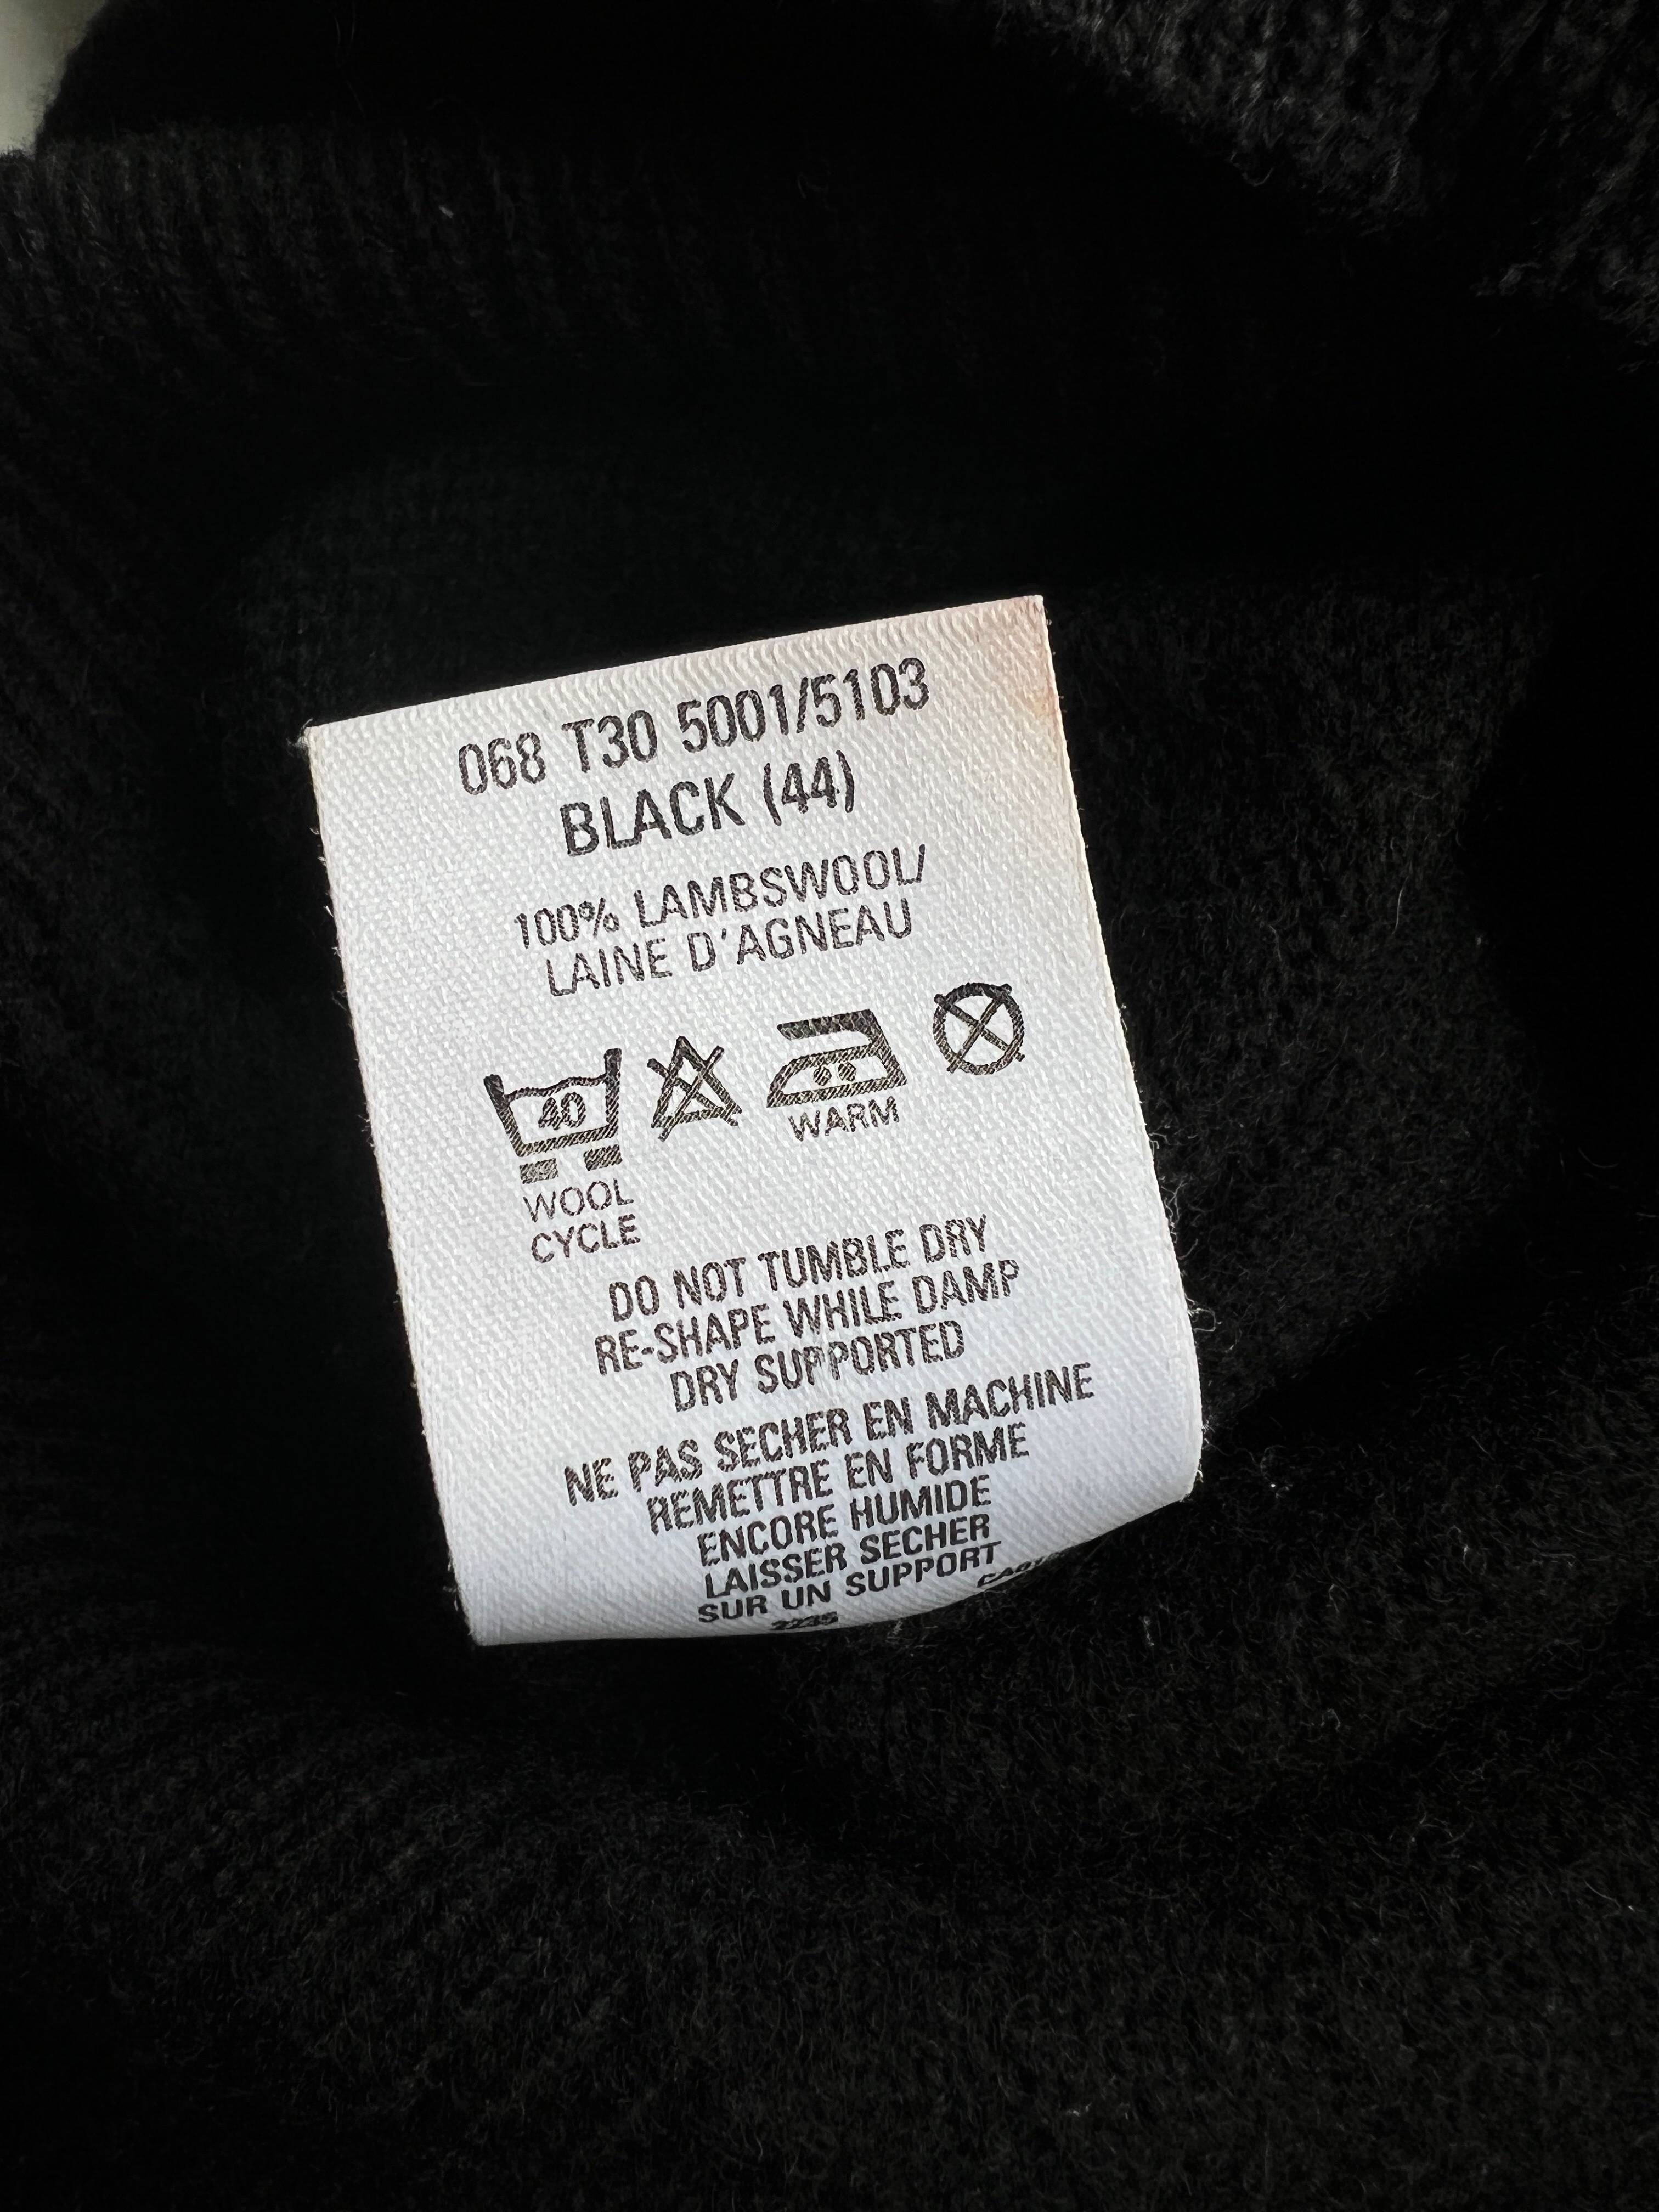 068 T30 5001/5103
BLACK (44)
100% LAMBSWOOL/
LAINE D'AGNEAU
40
WOOL
CYCLE
WARM
DO NOT TUMBLE DRY
RE-SHAPE WHILE DAMP
DRY SUPPORTED
NE PAS SECHER EN MACHINE
REMETTRE EN FORME
ENCORE HUMIDE
LAISSER SECHER
SUR UN SUPPORT